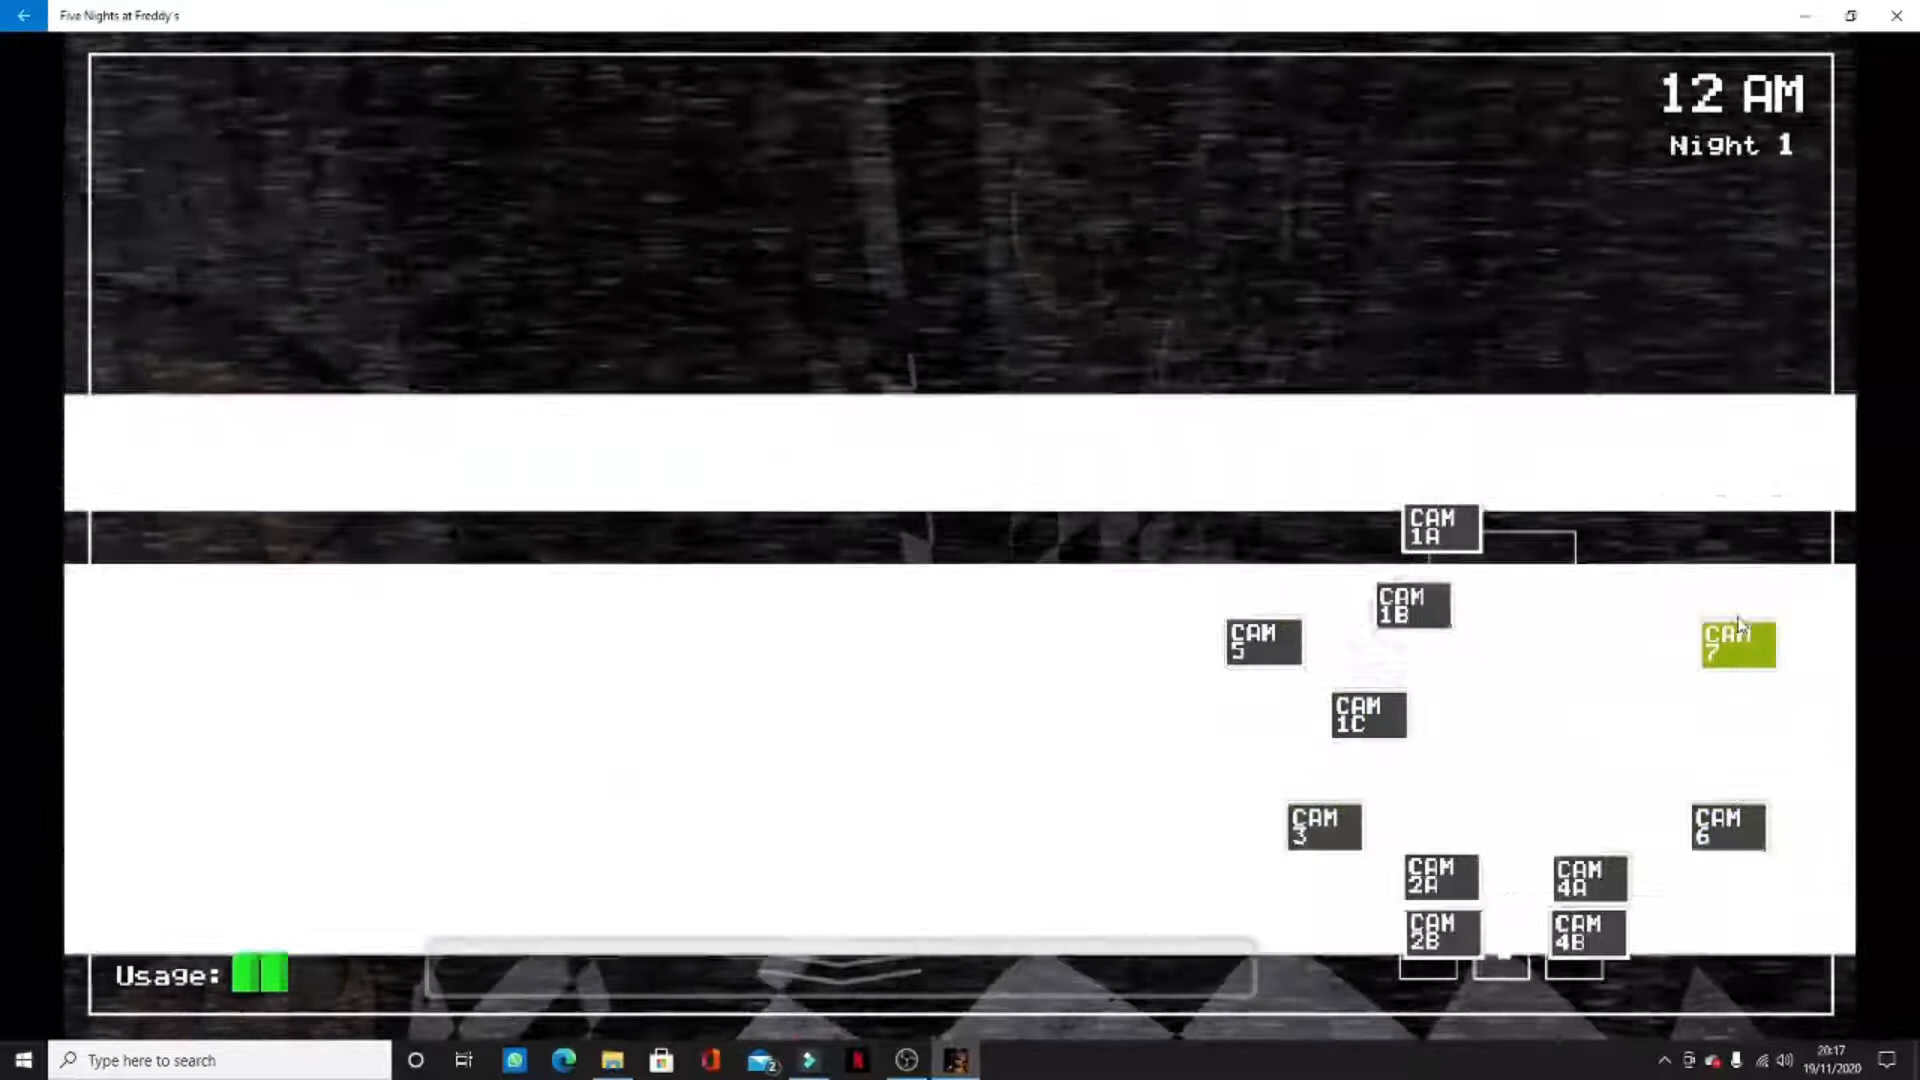 Five Nights at Freddy's
12 AM
Night 1
CAM
1A
CAM
1B
CAM
5
CAM
7
CAM
1C
CAM
3
CAM
6
CAM
2A
CAM
4A
CAM
2B
CAM
4B
Usage:
Type here to search
2
20:17
19/11/2020